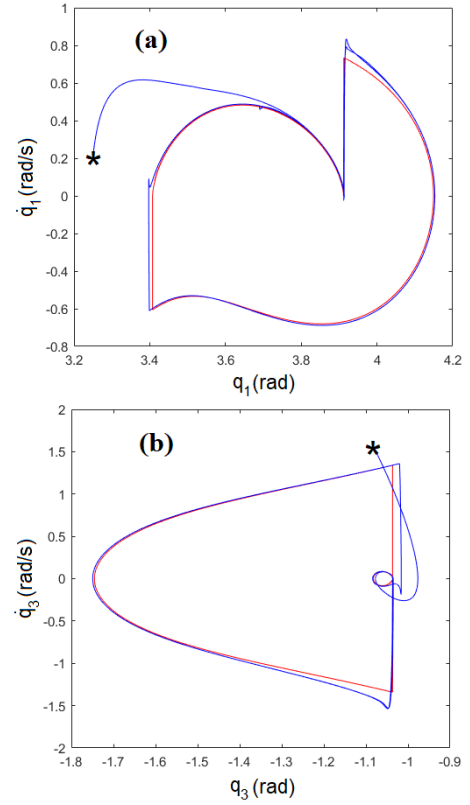 (a)
1
0.8
0.6
0.4
0.2
0
-0.2
-0.4
-0.6
-0.8
q̇₁ (rad/s)
*
3.2 3.4 3.6 3.8 4 4.2
q₁ (rad)
(b)
2
1.5
1
0.5
0
-0.5
-1
-1.5
-2
q̇₃ (rad/s)
*
-1.8 -1.7 -1.6 -1.5 -1.4 -1.3 -1.2 -1.1 -1 -0.9
q₃ (rad)